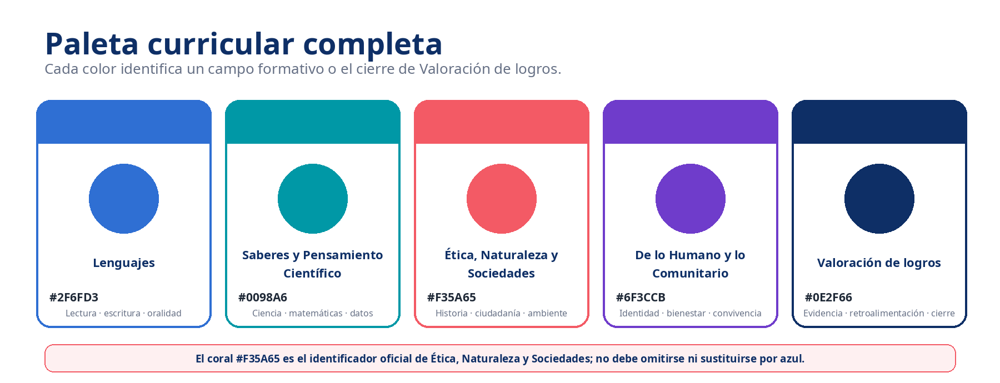 Paleta curricular completa
Cada color identifica un campo formativo o el cierre de Valoración de logros.
Lenguajes
#2F6FD3
Lectura · escritura · oralidad
Saberes y Pensamiento
Científico
#0098A6
Ciencia · matemáticas · datos
Ética, Naturaleza y
Sociedades
#F35A65
Historia · ciudadanía · ambiente
De lo Humano y lo
Comunitario
#6F3CCB
Identidad · bienestar · convivencia
Valoración de logros
#0E2F66
Evidencia · retroalimentación · cierre
El coral #F35A65 es el identificador oficial de Ética, Naturaleza y Sociedades; no debe omitirse ni sustituirse por azul.